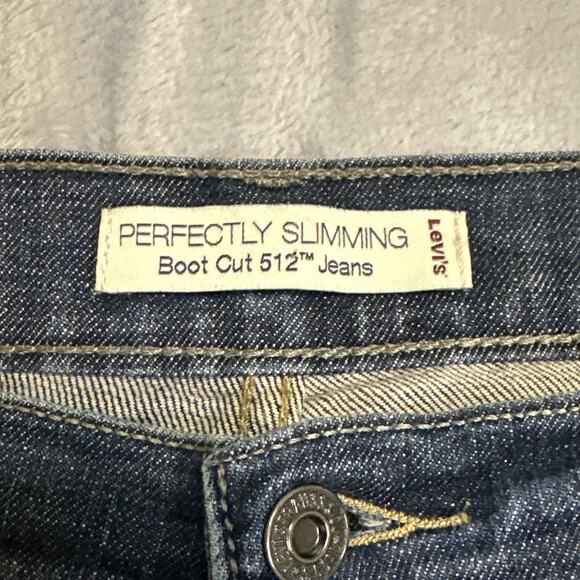 PERFECTLY SLIMMING
Boot Cut 512™ Jeans
Levi's